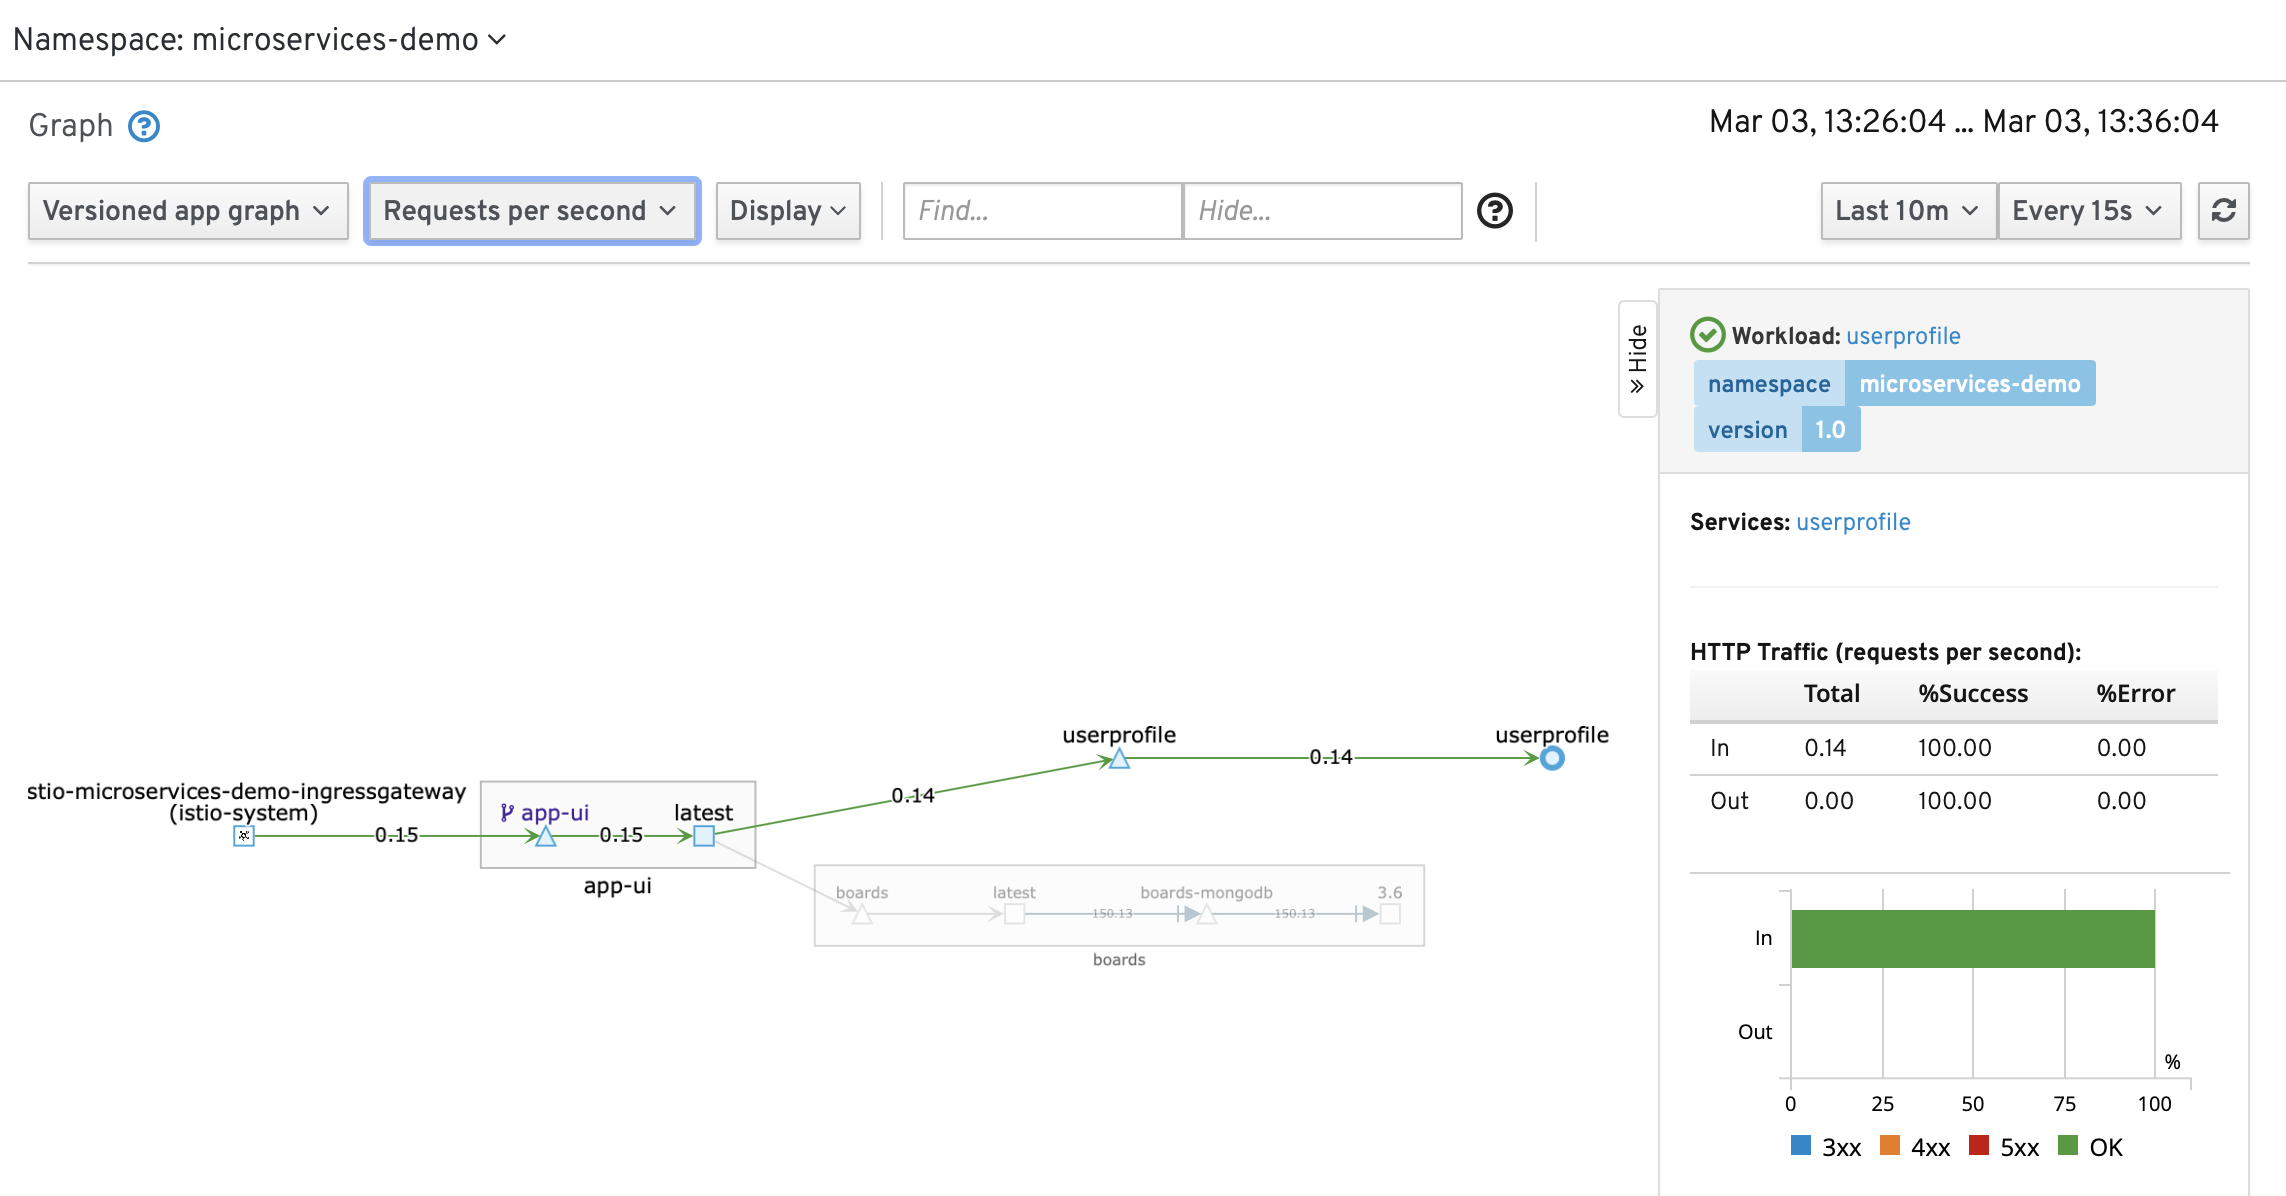 Namespace: microservices-demo
Graph
Mar 03, 13:26:04 ... Mar 03, 13:36:04
Versioned app graph
Requests per second
Display
Find...
Hide...
Last 10m
Every 15s
Hide
Workload: userprofile
namespace microservices-demo
version 1.0
Services: userprofile
HTTP Traffic (requests per second):
Total %Success %Error
In 0.14 100.00 0.00
Out 0.00 100.00 0.00
In
Out
%
0 25 50 75 100
3xx 4xx 5xx OK
userprofile
userprofile
0.14
0.14
stio-microservices-demo-ingressgateway
(istio-system)
0.15
app-ui
latest
0.15
app-ui
boards
latest
boards-mongodb
3.6
150.13
150.13
boards